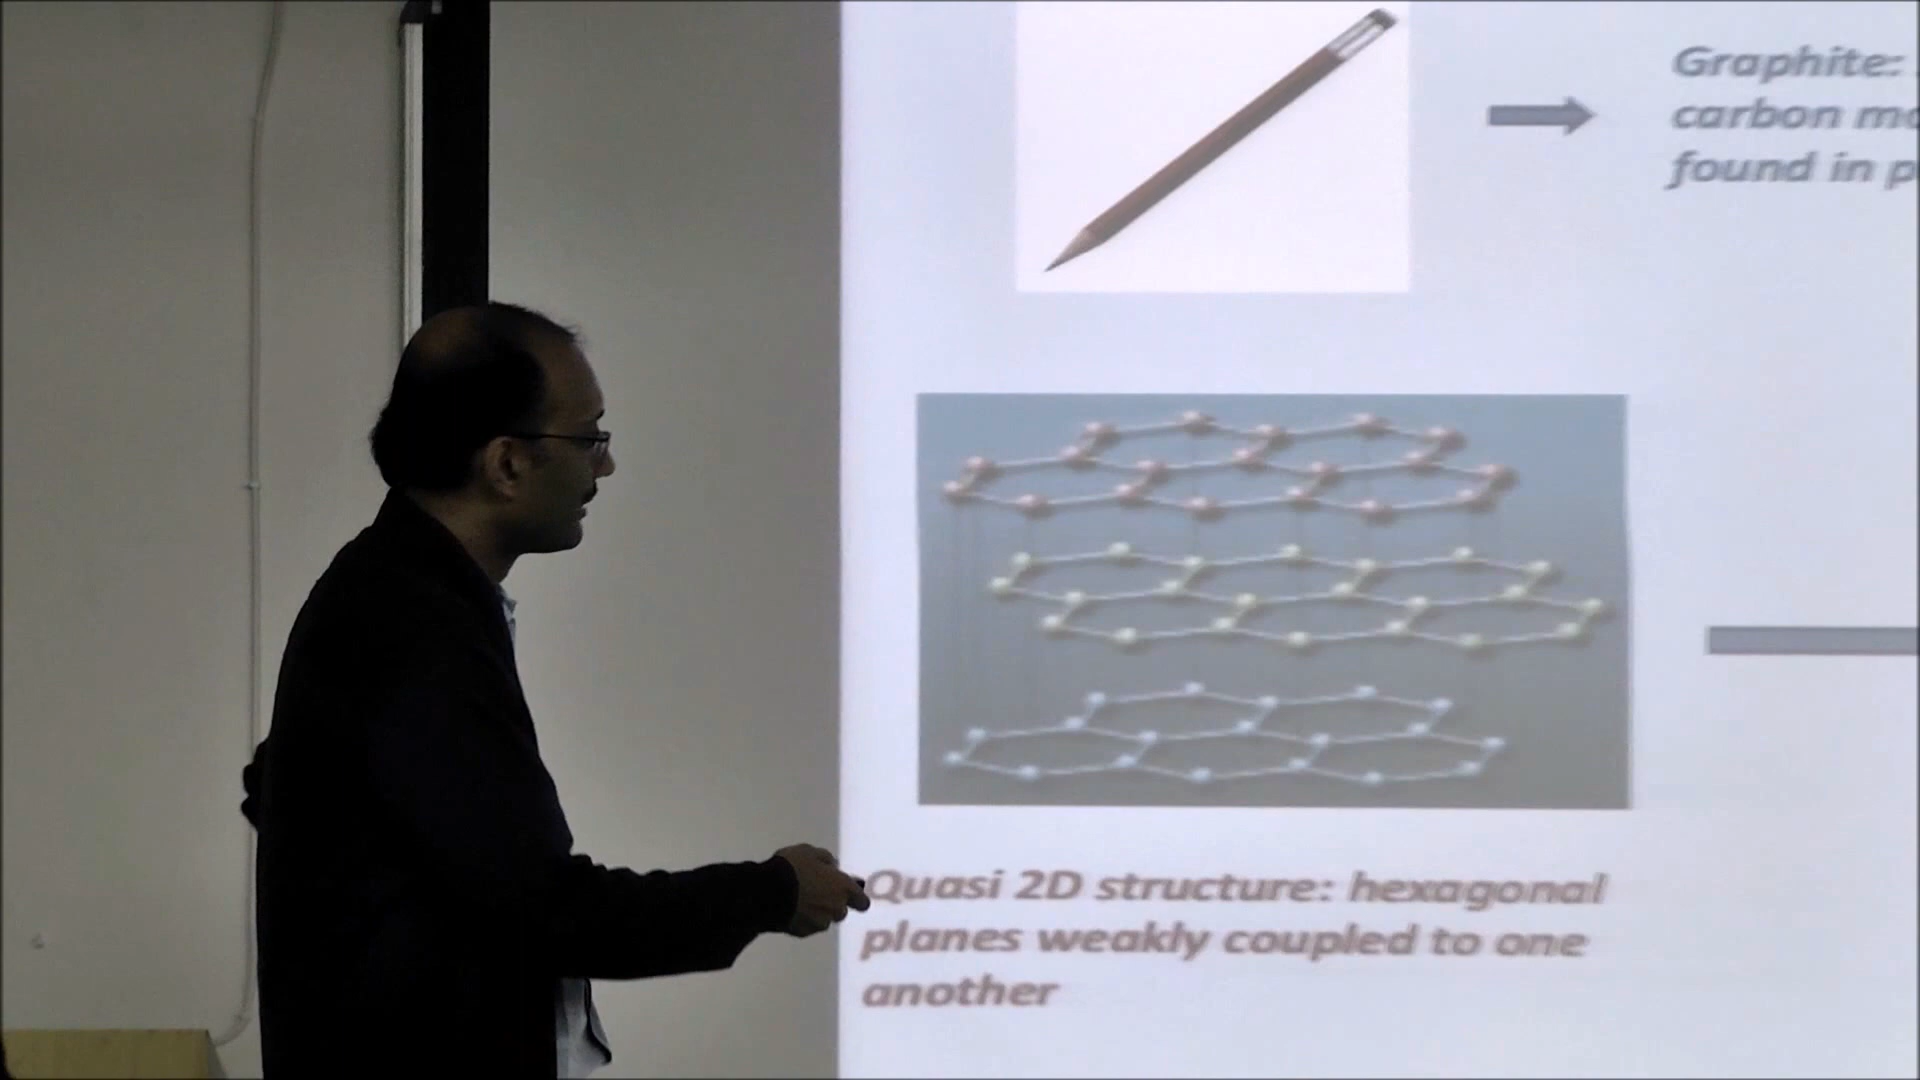 Graphite:
carbon
found in
Quasi 2D structure: hexagonal
planes weakly coupled to one
another